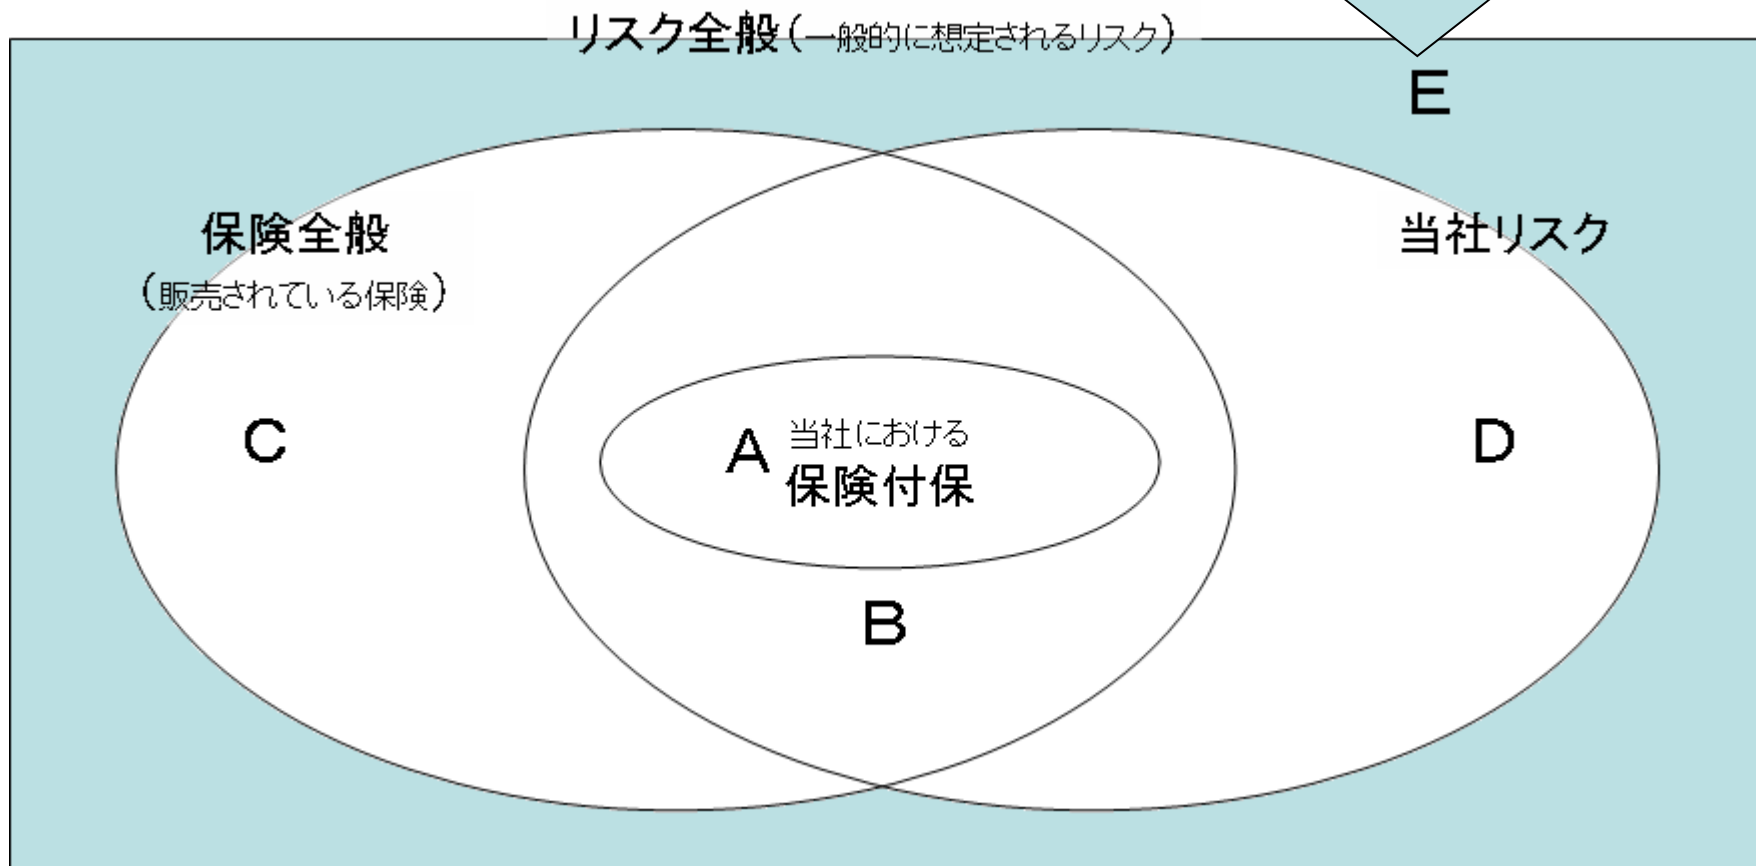 リスク全般(一般的に想定されるリスク)
E
保険全般
(販売されている保険)
当社リスク
C
A 当社における
保険付保
D
B